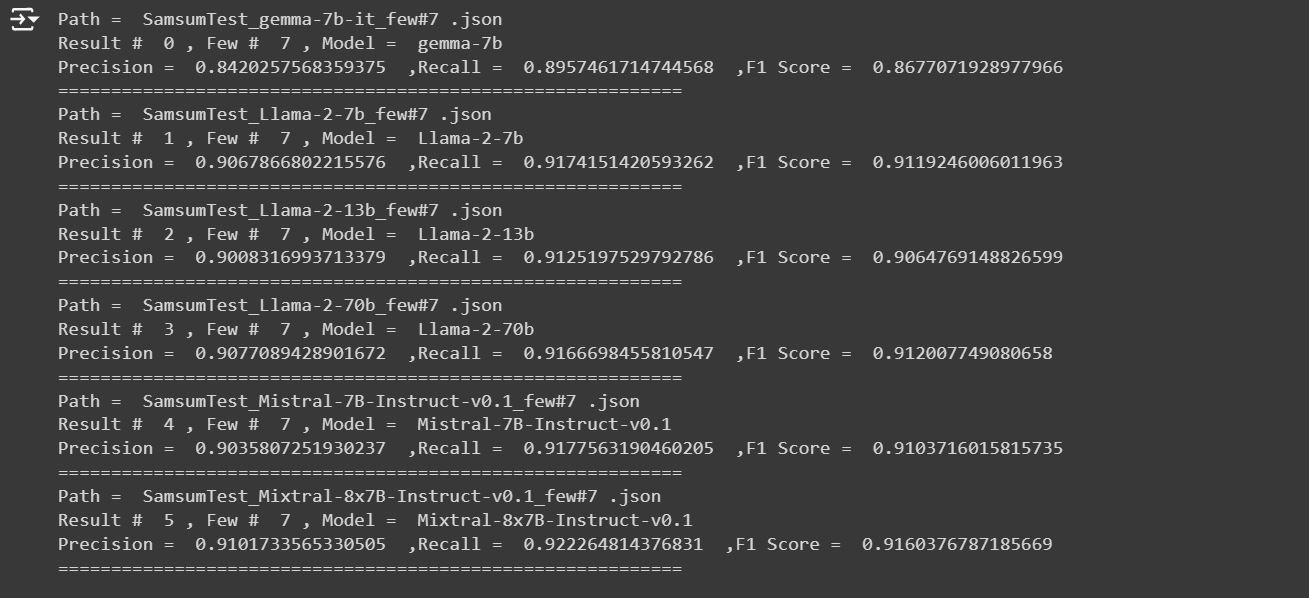 Path =  SamsumTest_gemma-7b-it_few#7 .json
Result #  0 , Few #  7 , Model =  gemma-7b
Precision =  0.8420257568359375  ,Recall =  0.8957461714744568  ,F1 Score =  0.8677071928977966
===========================================================
Path =  SamsumTest_Llama-2-7b_few#7 .json
Result #  1 , Few #  7 , Model =  Llama-2-7b
Precision =  0.9067866802215576  ,Recall =  0.9174151420593262  ,F1 Score =  0.9119246006011963
===========================================================
Path =  SamsumTest_Llama-2-13b_few#7 .json
Result #  2 , Few #  7 , Model =  Llama-2-13b
Precision =  0.9008316993713379  ,Recall =  0.9125197529792786  ,F1 Score =  0.9064769148826599
===========================================================
Path =  SamsumTest_Llama-2-70b_few#7 .json
Result #  3 , Few #  7 , Model =  Llama-2-70b
Precision =  0.9077089428901672  ,Recall =  0.9166698455810547  ,F1 Score =  0.912007749080658
===========================================================
Path =  SamsumTest_Mistral-7B-Instruct-v0.1_few#7 .json
Result #  4 , Few #  7 , Model =  Mistral-7B-Instruct-v0.1
Precision =  0.9035807251930237  ,Recall =  0.9177563190460205  ,F1 Score =  0.9103716015815735
===========================================================
Path =  SamsumTest_Mixtral-8x7B-Instruct-v0.1_few#7 .json
Result #  5 , Few #  7 , Model =  Mixtral-8x7B-Instruct-v0.1
Precision =  0.9101733565330505  ,Recall =  0.922264814376831  ,F1 Score =  0.9160376787185669
===========================================================